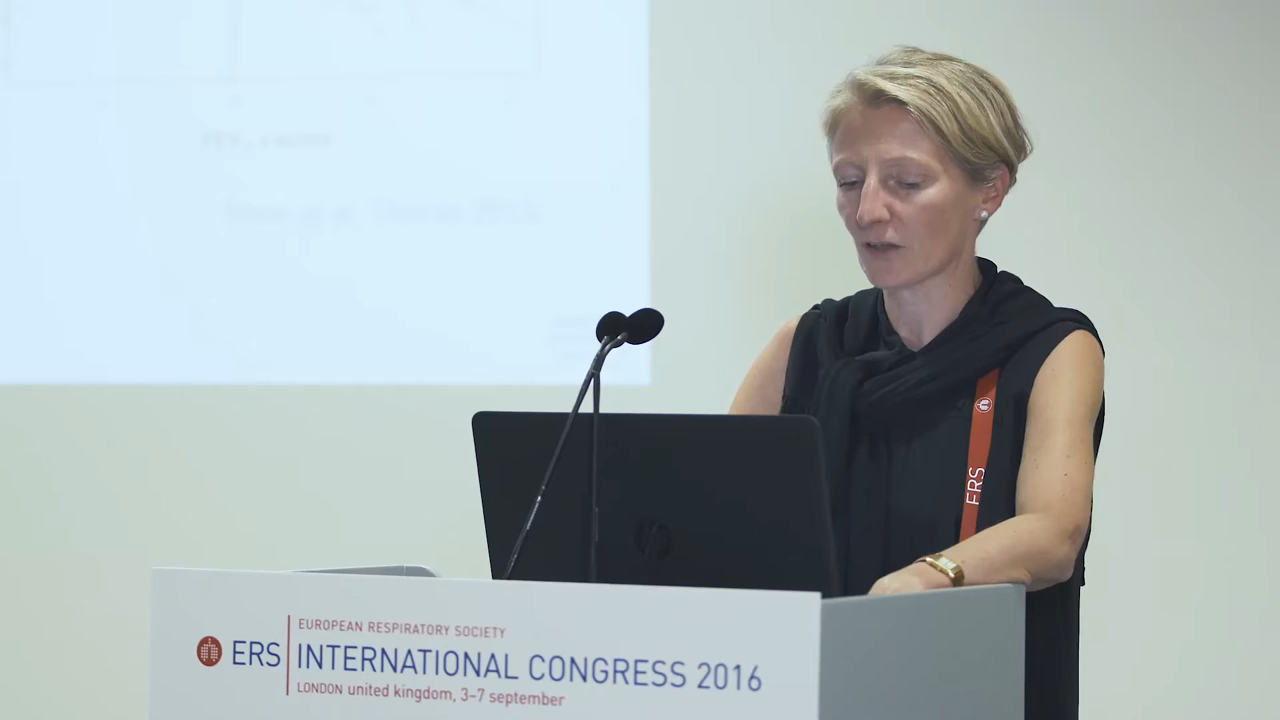 ERS
EUROPEAN RESPIRATORY SOCIETY
ERS INTERNATIONAL CONGRESS 2016
LONDON united kingdom, 3–7 september